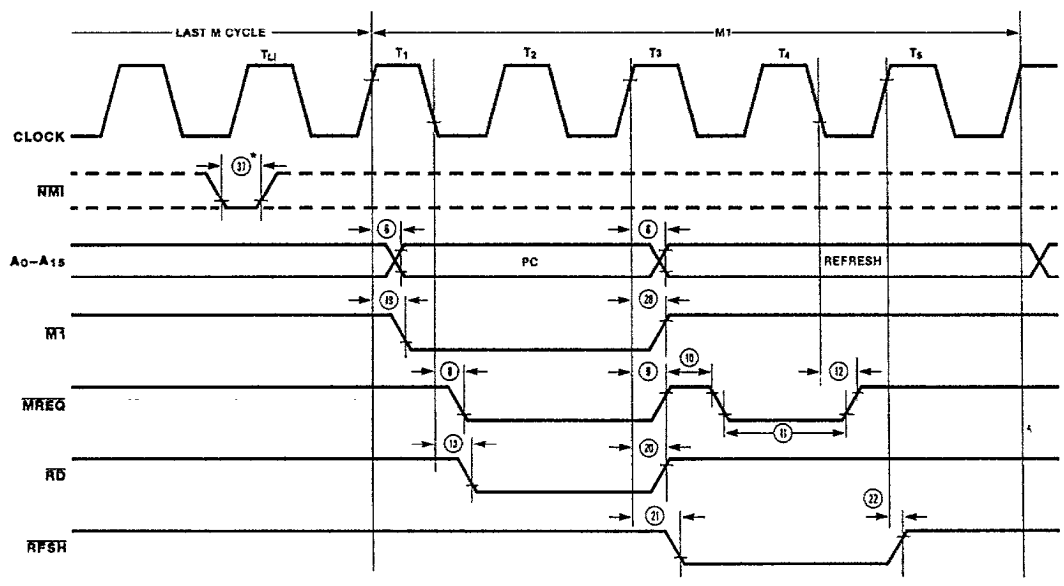 LAST M CYCLE M1
TLI T1 T2 T3 T4 T5
CLOCK
37*
NMI
6 6
A0–A15 PC REFRESH
19 28
M1
8 9 10 12
MREQ
11
13 20
RD
21 22
RFSH